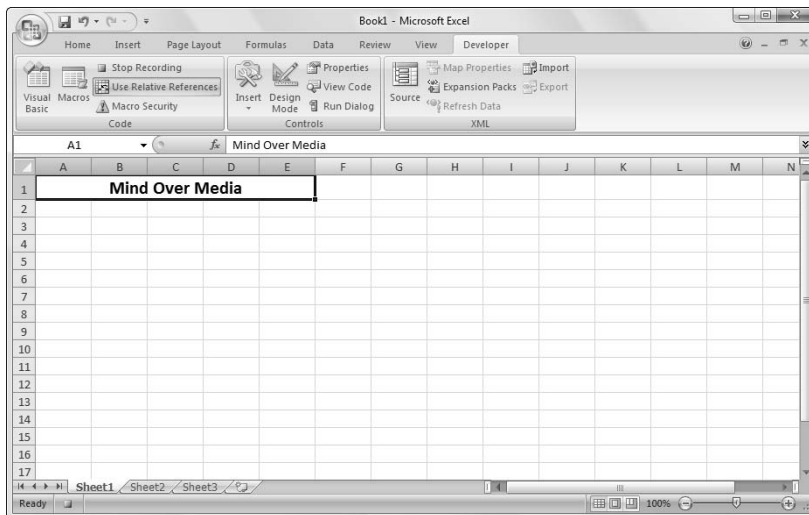 Book1 - Microsoft Excel
Home Insert Page Layout Formulas Data Review View Developer
Visual Basic
Macros
Stop Recording
Use Relative References
Macro Security
Code
Insert
Design Mode
Properties
View Code
Run Dialog
Controls
Source
Map Properties
Expansion Packs
Refresh Data
Import
Export
XML
A1 fx Mind Over Media
A B C D E F G H I J K L M N
1 Mind Over Media
2
3
4
5
6
7
8
9
10
11
12
13
14
15
16
17
Sheet1 Sheet2 Sheet3
Ready 100%